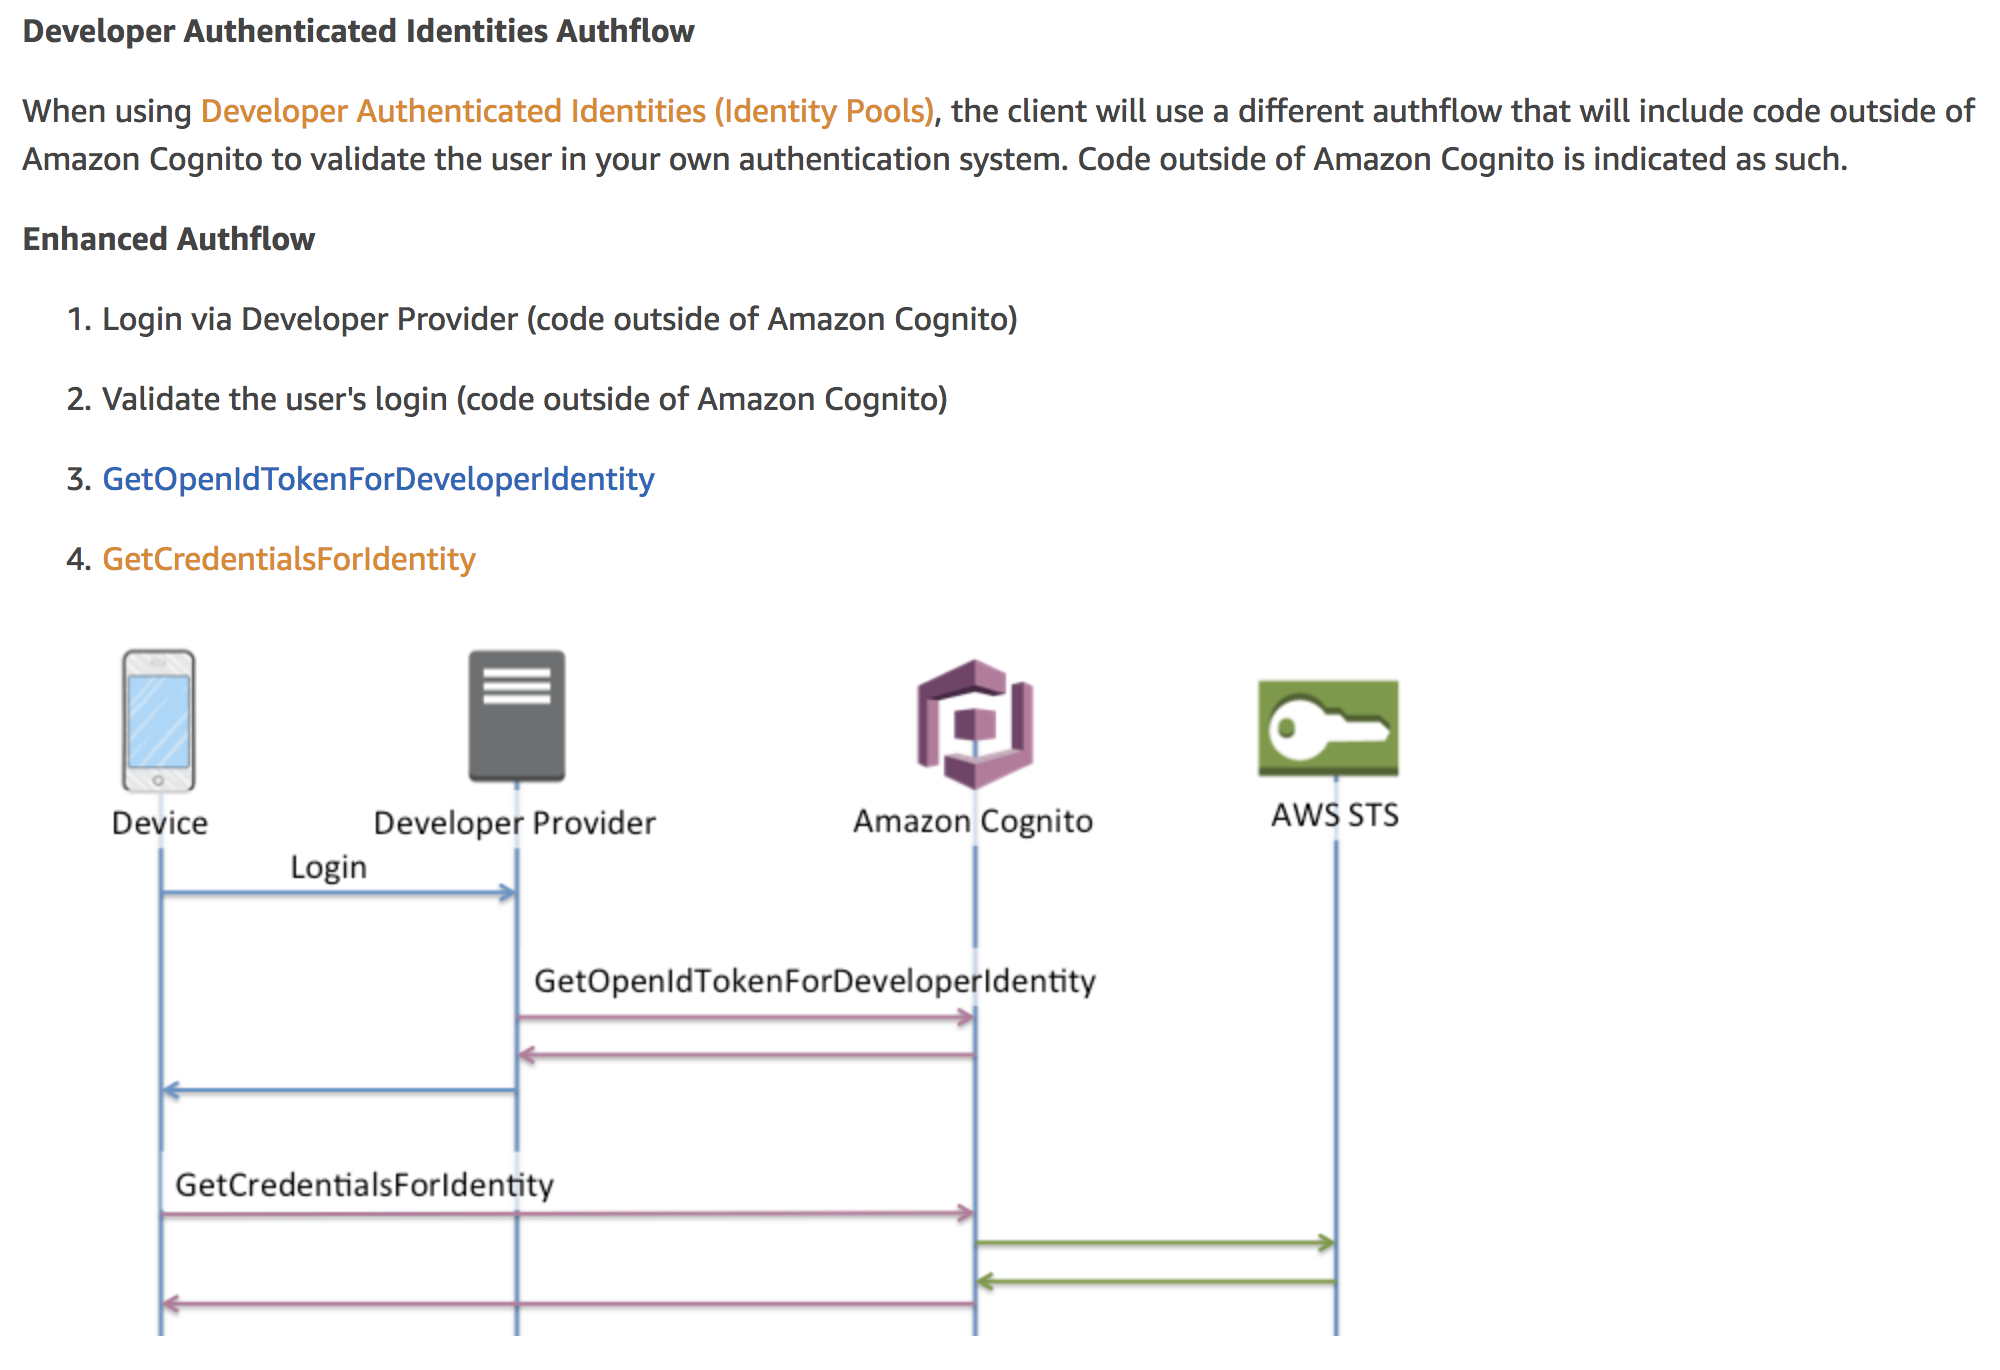 Developer Authenticated Identities Authflow
When using Developer Authenticated Identities (Identity Pools), the client will use a different authflow that will include code outside of
Amazon Cognito to validate the user in your own authentication system. Code outside of Amazon Cognito is indicated as such.
Enhanced Authflow
1. Login via Developer Provider (code outside of Amazon Cognito)
2. Validate the user's login (code outside of Amazon Cognito)
3. GetOpenIdTokenForDeveloperIdentity
4. GetCredentialsForIdentity
Device
Developer Provider
Amazon Cognito
AWS STS
Login
GetOpenIdTokenForDeveloperIdentity
GetCredentialsForIdentity